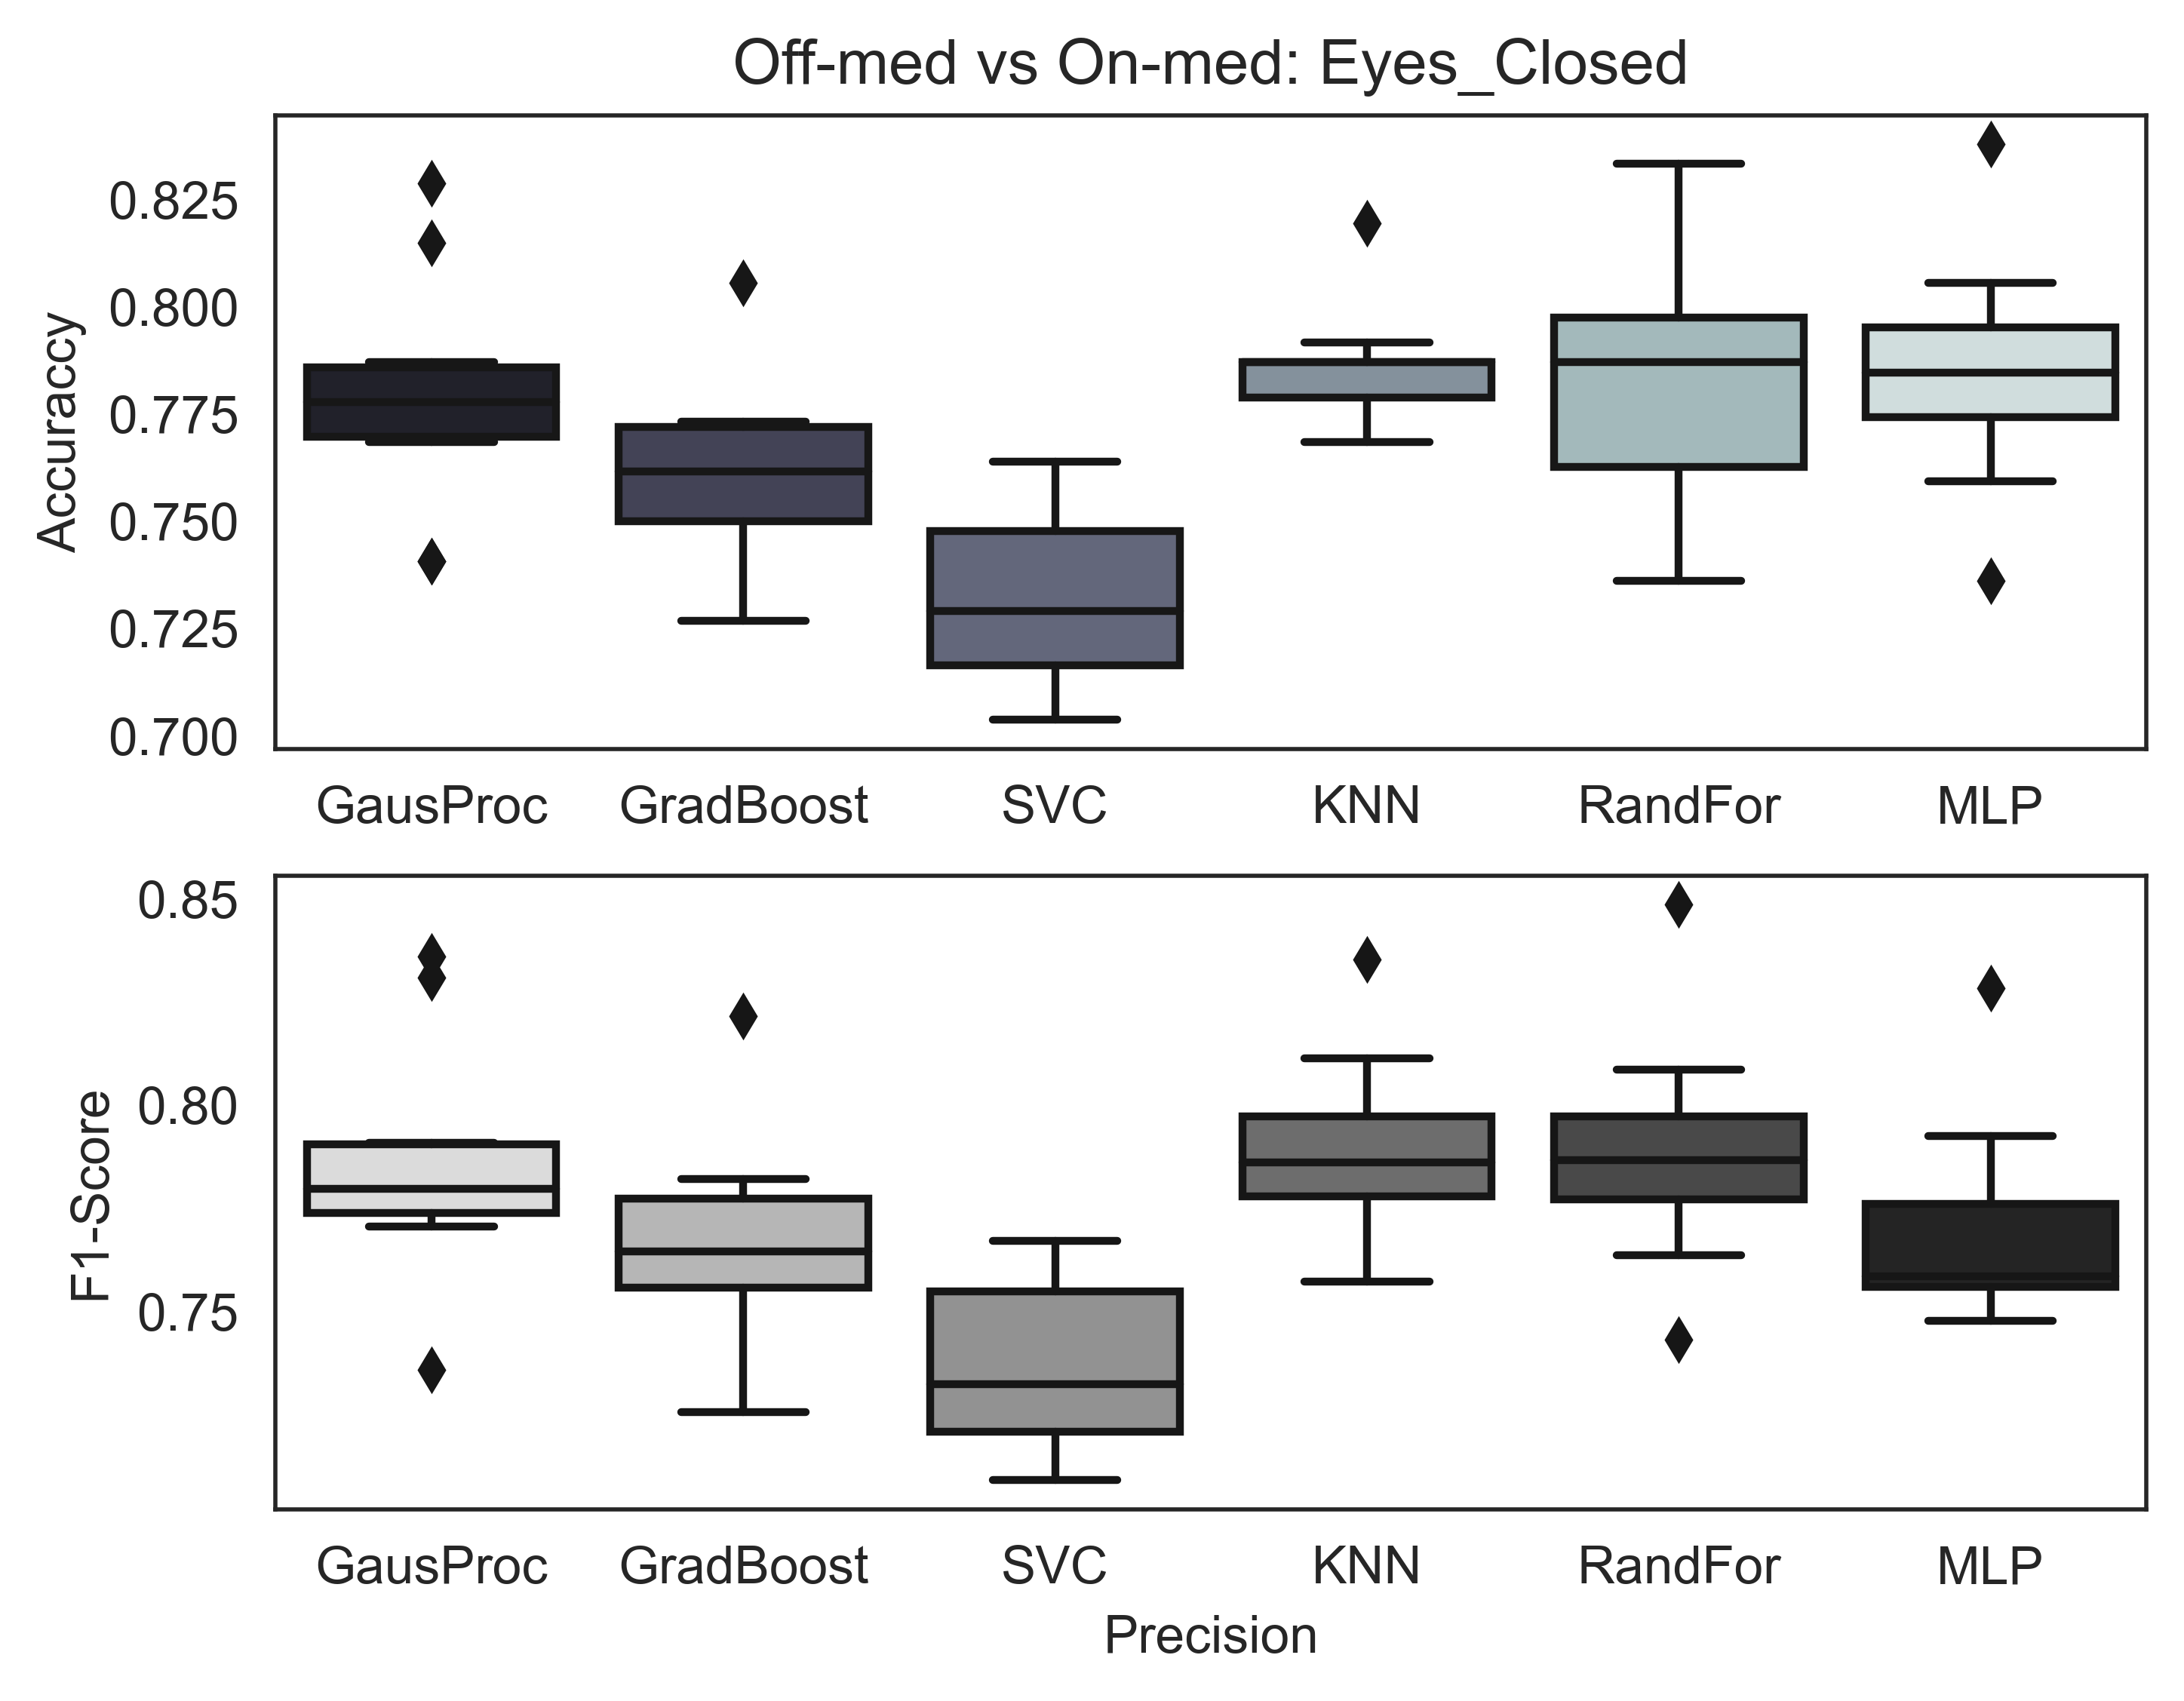 Off-med vs On-med: Eyes_Closed
0.825
0.800
0.775
0.750
0.725
0.700
Accuraccy
GausProc GradBoost SVC KNN RandFor MLP
0.85
0.80
0.75
F1-Score
GausProc GradBoost SVC KNN RandFor MLP
Precision